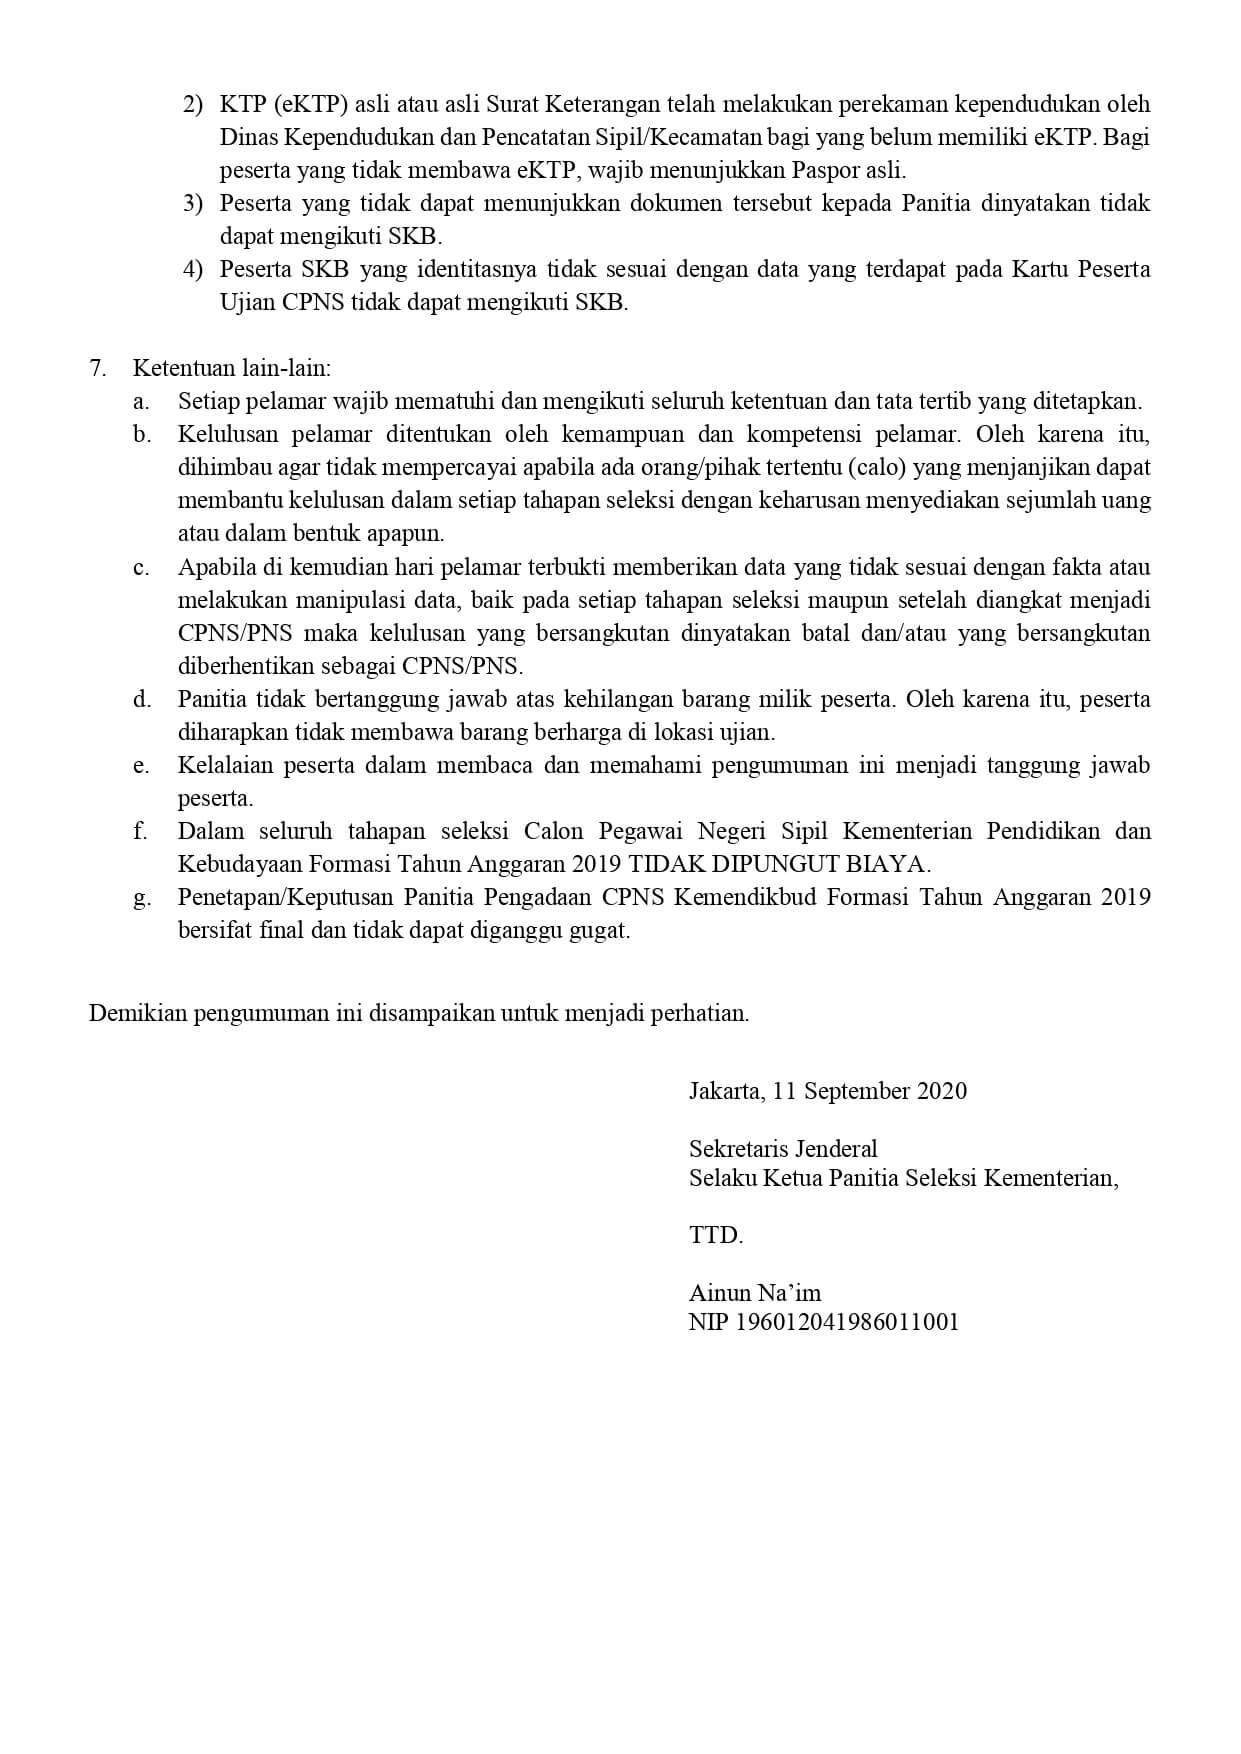 2) KTP (eKTP) asli atau asli Surat Keterangan telah melakukan perekaman kependudukan oleh
Dinas Kependudukan dan Pencatatan Sipil/Kecamatan bagi yang belum memiliki eKTP. Bagi
peserta yang tidak membawa eKTP, wajib menunjukkan Paspor asli.
3) Peserta yang tidak dapat menunjukkan dokumen tersebut kepada Panitia dinyatakan tidak
dapat mengikuti SKB.
4) Peserta SKB yang identitasnya tidak sesuai dengan data yang terdapat pada Kartu Peserta
Ujian CPNS tidak dapat mengikuti SKB.
7. Ketentuan lain-lain:
a. Setiap pelamar wajib mematuhi dan mengikuti seluruh ketentuan dan tata tertib yang ditetapkan.
b. Kelulusan pelamar ditentukan oleh kemampuan dan kompetensi pelamar. Oleh karena itu,
dihimbau agar tidak mempercayai apabila ada orang/pihak tertentu (calo) yang menjanjikan dapat
membantu kelulusan dalam setiap tahapan seleksi dengan keharusan menyediakan sejumlah uang
atau dalam bentuk apapun.
c. Apabila di kemudian hari pelamar terbukti memberikan data yang tidak sesuai dengan fakta atau
melakukan manipulasi data, baik pada setiap tahapan seleksi maupun setelah diangkat menjadi
CPNS/PNS maka kelulusan yang bersangkutan dinyatakan batal dan/atau yang bersangkutan
diberhentikan sebagai CPNS/PNS.
d. Panitia tidak bertanggung jawab atas kehilangan barang milik peserta. Oleh karena itu, peserta
diharapkan tidak membawa barang berharga di lokasi ujian.
e. Kelalaian peserta dalam membaca dan memahami pengumuman ini menjadi tanggung jawab
peserta.
f. Dalam seluruh tahapan seleksi Calon Pegawai Negeri Sipil Kementerian Pendidikan dan
Kebudayaan Formasi Tahun Anggaran 2019 TIDAK DIPUNGUT BIAYA.
g. Penetapan/Keputusan Panitia Pengadaan CPNS Kemendikbud Formasi Tahun Anggaran 2019
bersifat final dan tidak dapat diganggu gugat.
Demikian pengumuman ini disampaikan untuk menjadi perhatian.
Jakarta, 11 September 2020
Sekretaris Jenderal
Selaku Ketua Panitia Seleksi Kementerian,
TTD.
Ainun Na’im
NIP 196012041986011001